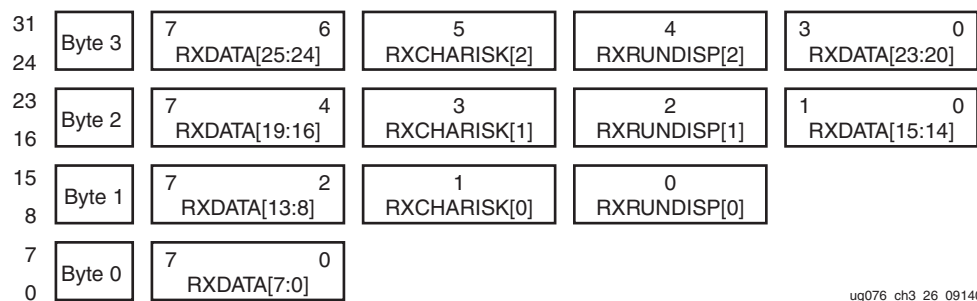 31
Byte 3
24
7 6
RXDATA[25:24]
5
RXCHARISK[2]
4
RXRUNDISP[2]
3 0
RXDATA[23:20]
23
Byte 2
16
7 4
RXDATA[19:16]
3
RXCHARISK[1]
2
RXRUNDISP[1]
1 0
RXDATA[15:14]
15
Byte 1
8
7 2
RXDATA[13:8]
1
RXCHARISK[0]
0
RXRUNDISP[0]
7
Byte 0
0
7 0
RXDATA[7:0]